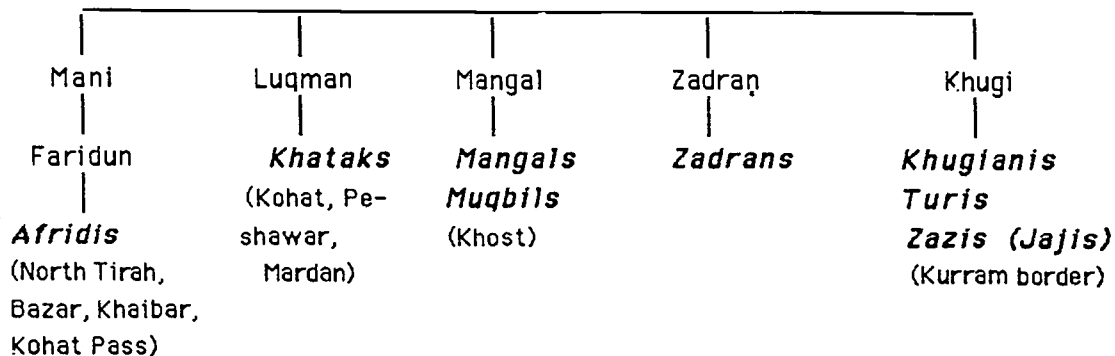 Mani
Luqman
Mangal
Zadraṇ
Khugi
Faridun
Khataks
Mangals
Zadrans
Khugianis
(Kohat, Pe-
Muqbils
Turis
Afridis
shawar,
(Khost)
Zazis (Jajis)
(North Tirah,
Mardan)
(Kurram border)
Bazar, Khaibar,
Kohat Pass)